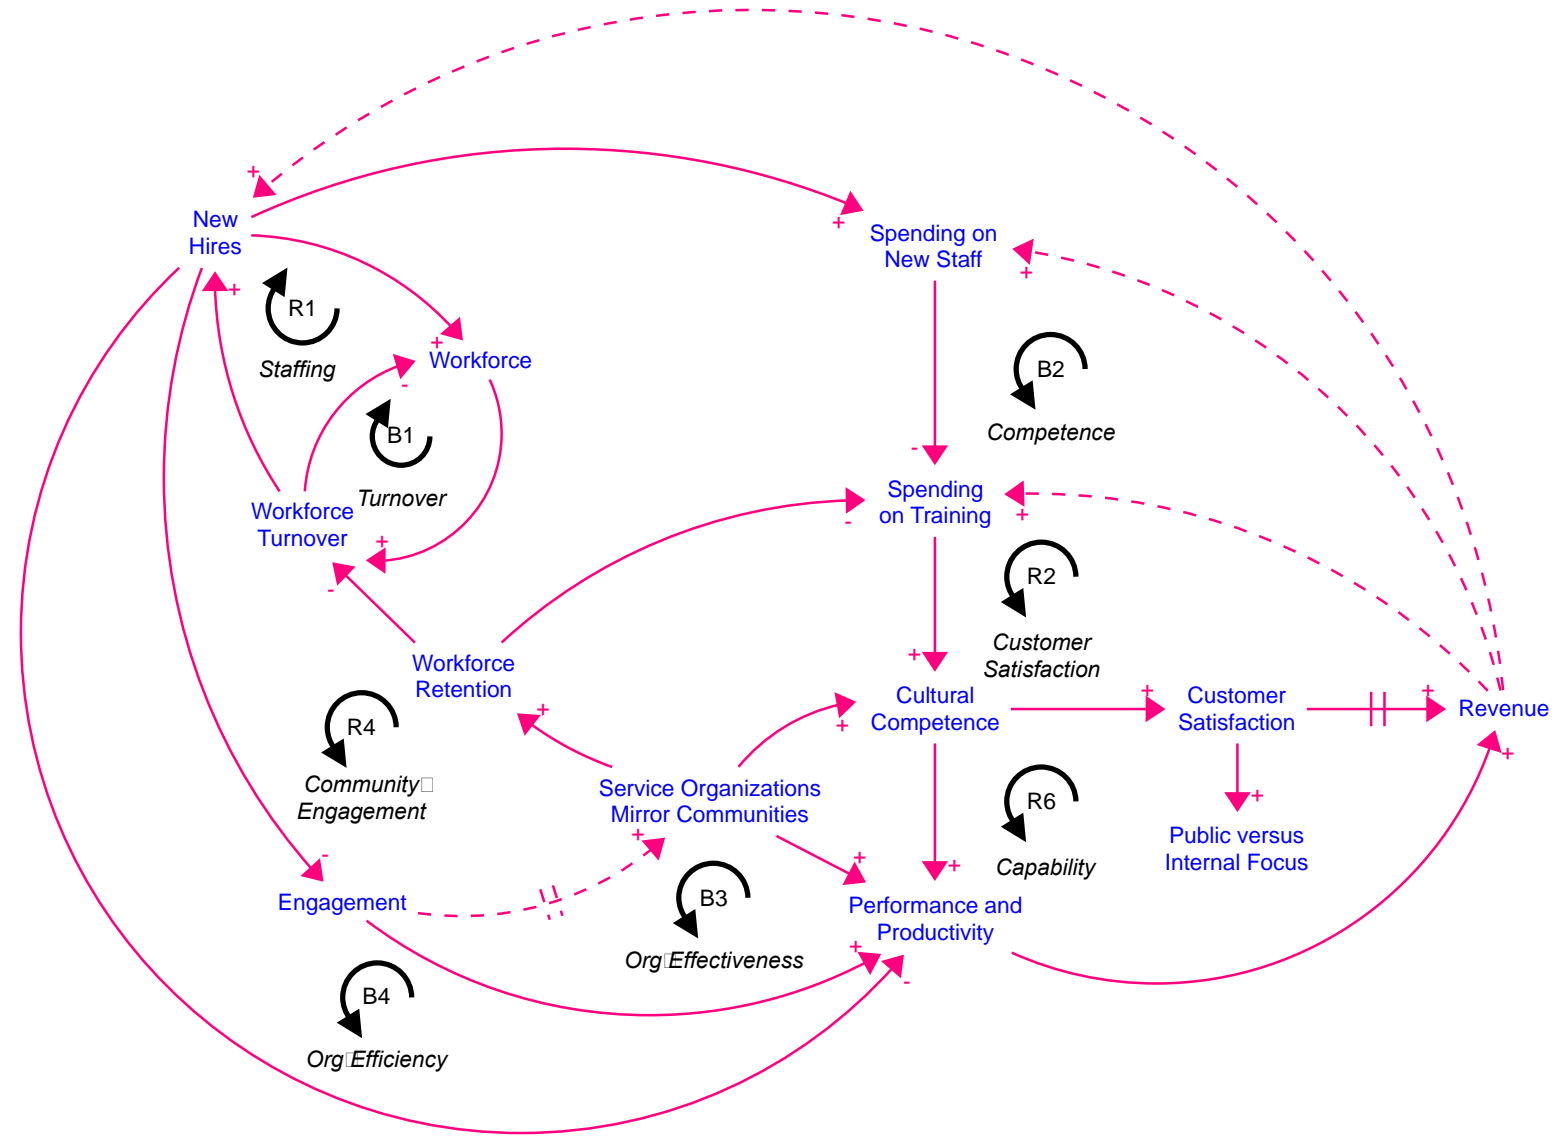 +
New
Hires
+
Spending on
New Staff
+
+
R1
Staffing
+
Workforce
-
B2
Competence
B1
Turnover
-
Spending
on Training
+
-
Workforce
Turnover
+
-
R2
Customer
Satisfaction
Workforce
Retention
+
+
Cultural
Competence
+
+
Customer
Satisfaction
+
Revenue
+
R4
Community
Engagement
Service Organizations
Mirror Communities
+
R6
Capability
+
Public versus
Internal Focus
-
Engagement
+
+
B3
Org Effectiveness
Performance and
Productivity
+
-
B4
Org Efficiency